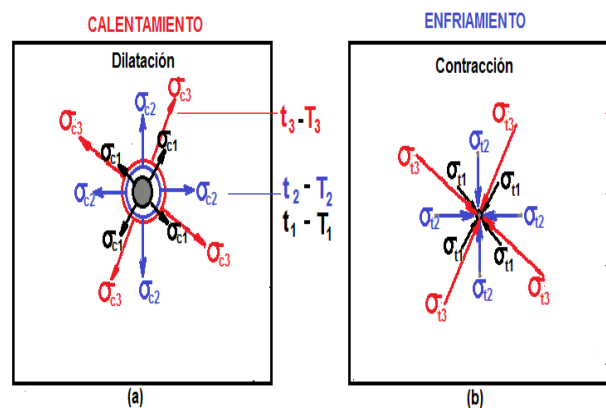 CALENTAMIENTO
ENFRIAMIENTO
Dilatación
Contracción
σc3
σc2
σc3
σc1
σc1
σc2
σc2
σc1
σc1
σc3
σc3
σc2
t3-T3
t2 - T2
t1 - T1
σt3
σt2
σt3
σt1
σt1
σt2
σt2
σt1
σt1
σt3
σt2
σt3
(a)
(b)